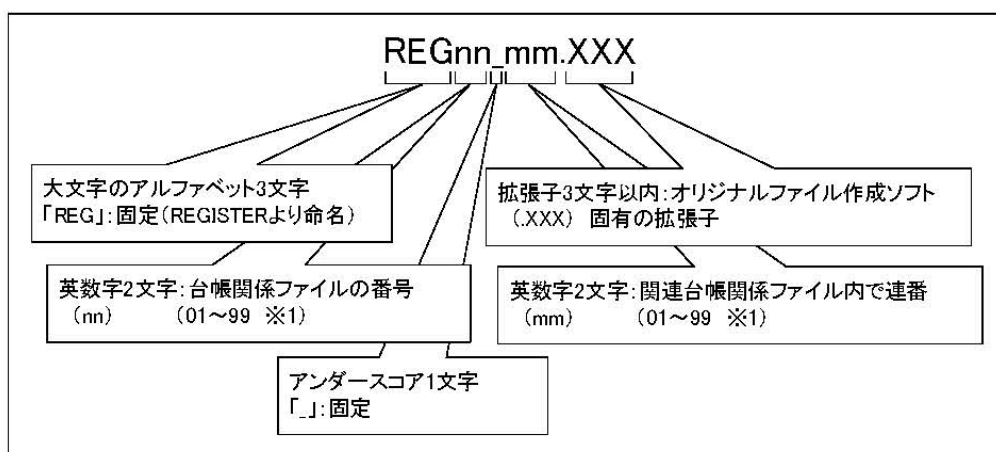 REGnn_mm.XXX
大文字のアルファベット3文字
「REG」:固定(REGISTERより命名)
拡張子3文字以内:オリジナルファイル作成ソフト
(.XXX) 固有の拡張子
英数字2文字:台帳関係ファイルの番号
(nn) (01～99 ※1)
英数字2文字:関連台帳関係ファイル内で連番
(mm) (01～99 ※1)
アンダースコア1文字
「_」:固定